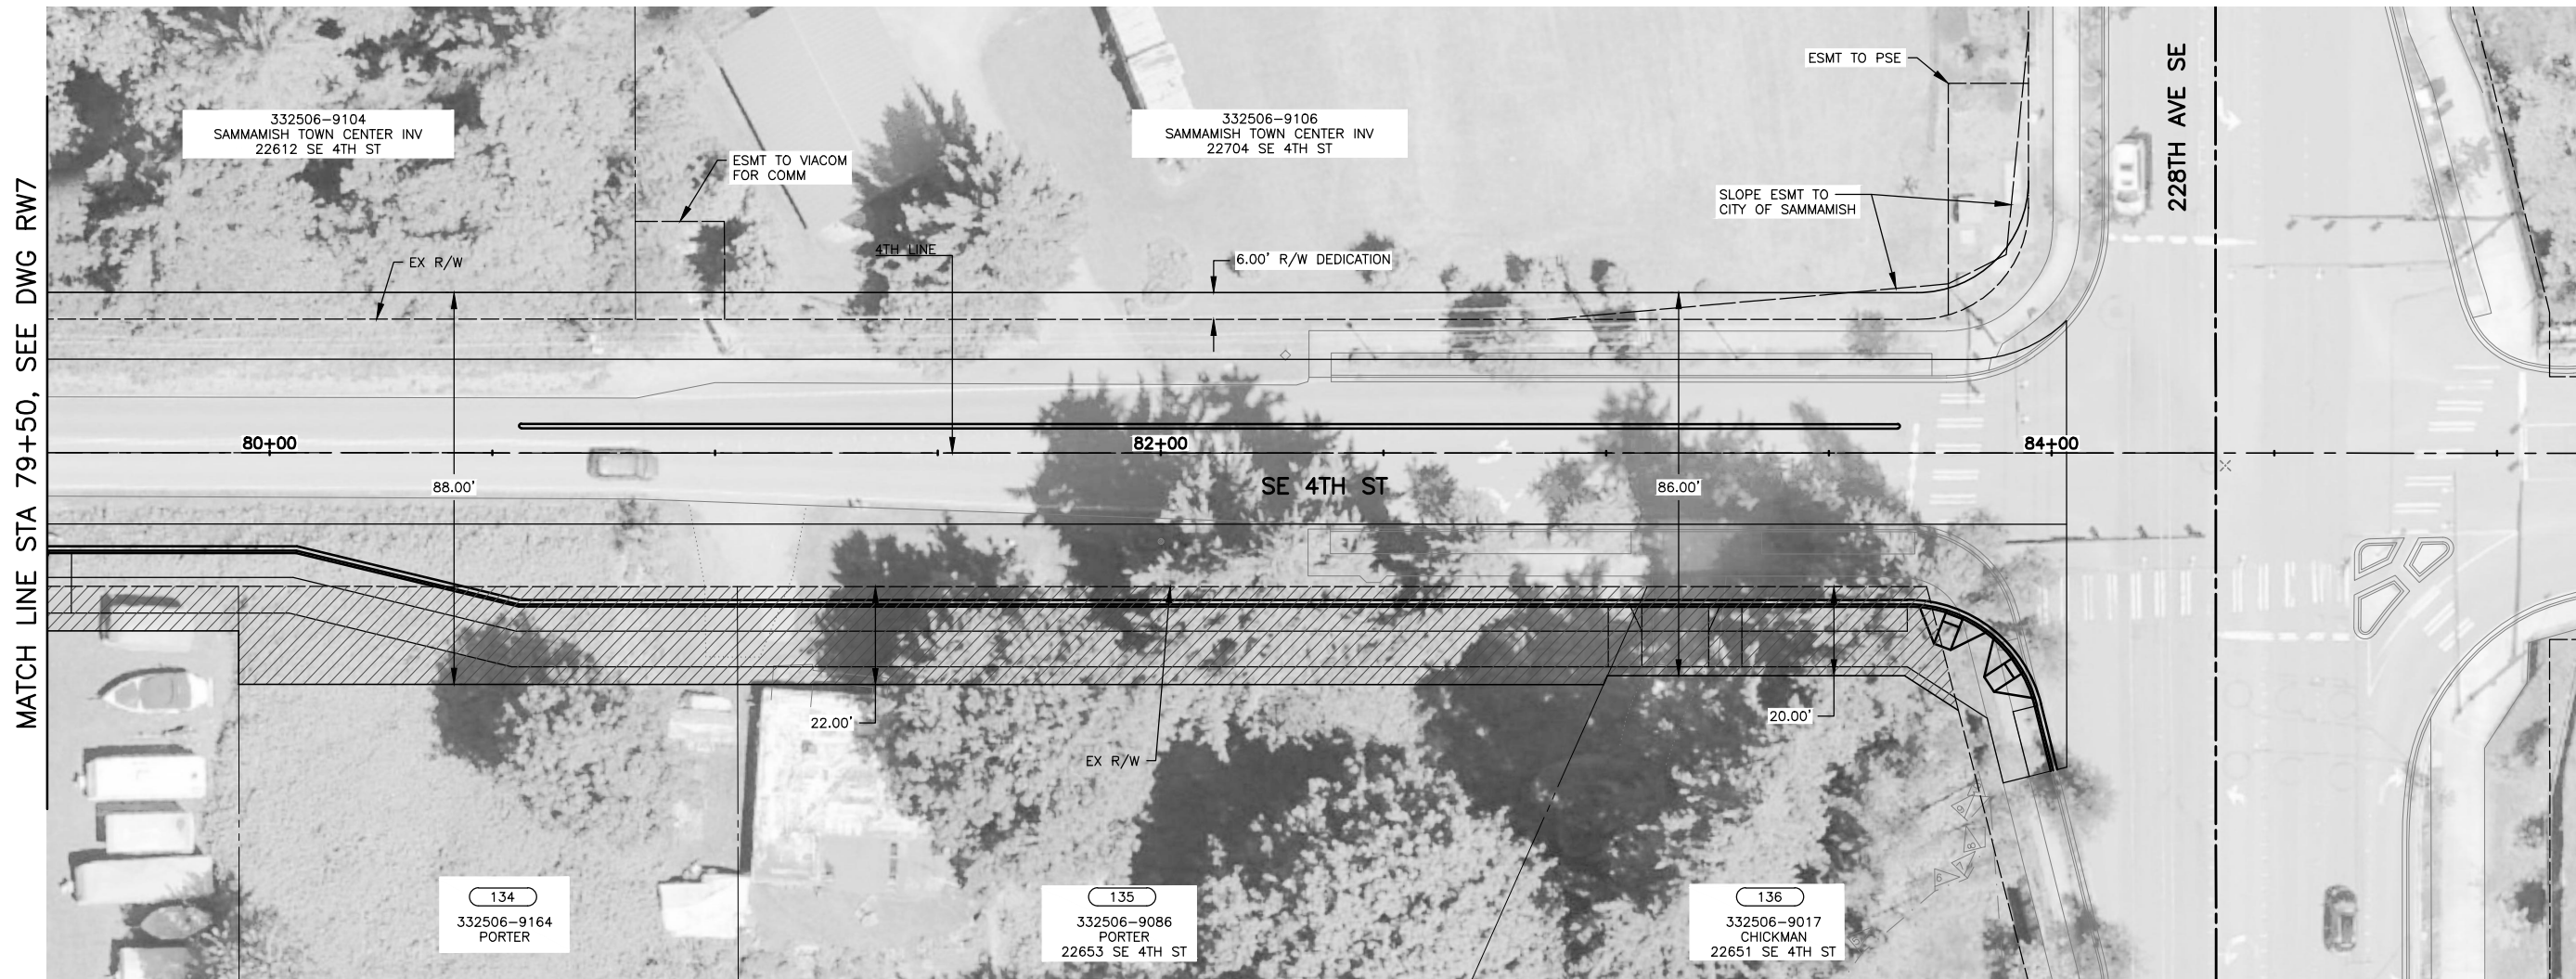 MATCH LINE STA 79+50, SEE DWG RW7
332506-9104
SAMMAMISH TOWN CENTER INV
22612 SE 4TH ST
ESMT TO VIACOM
FOR COMM
EX R/W
4TH LINE
332506-9106
SAMMAMISH TOWN CENTER INV
22704 SE 4TH ST
6.00' R/W DEDICATION
ESMT TO PSE
SLOPE ESMT TO
CITY OF SAMMAMISH
228TH AVE SE
80+00
82+00
84+00
88.00'
SE 4TH ST
86.00'
22.00'
EX R/W
20.00'
134
332506-9164
PORTER
135
332506-9086
PORTER
22653 SE 4TH ST
136
332506-9017
CHICKMAN
22651 SE 4TH ST